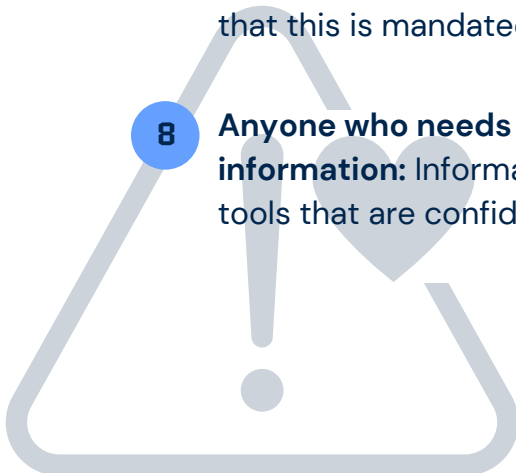 that this is mandate
8
Anyone who needs
information: Informa
tools that are confid